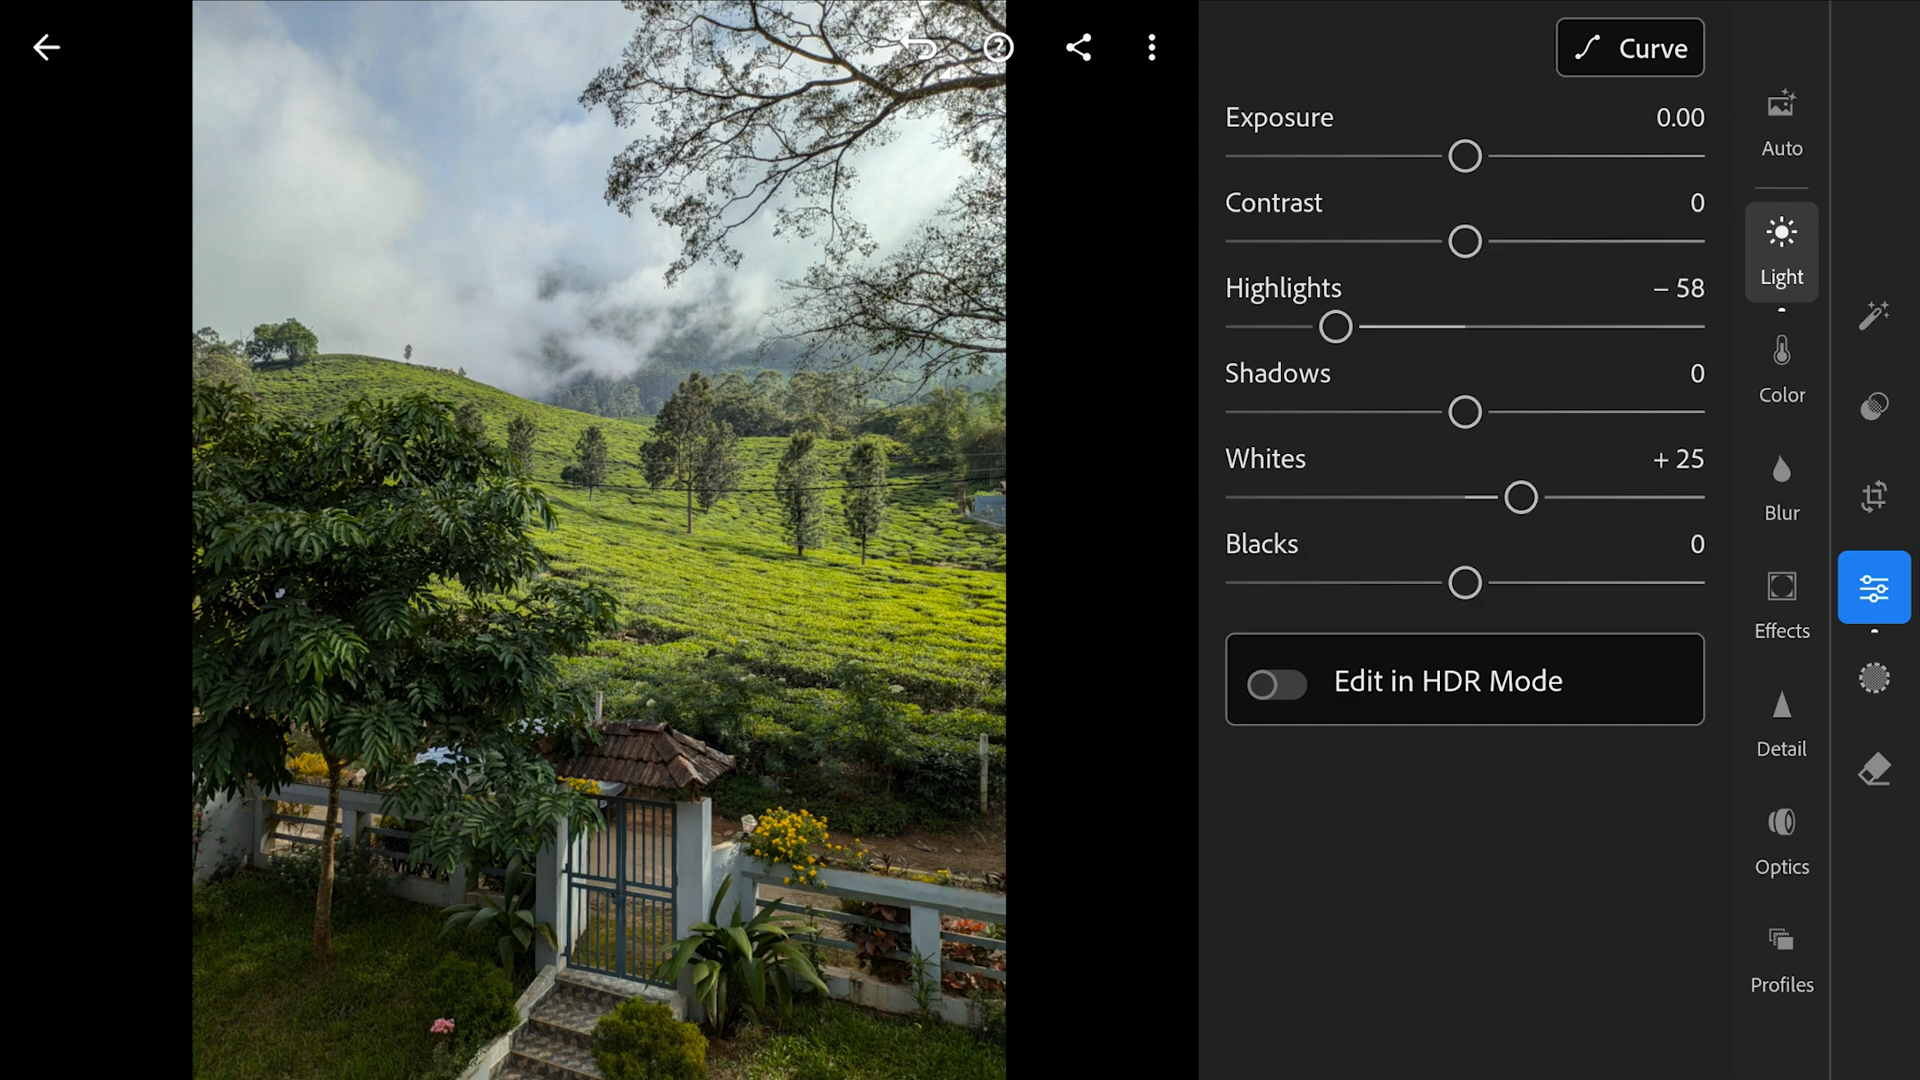 Curve
Exposure 0.00
Contrast 0
Highlights – 58
Shadows 0
Whites + 25
Blacks 0
Edit in HDR Mode
Auto
Light
Color
Blur
Effects
Detail
Optics
Profiles